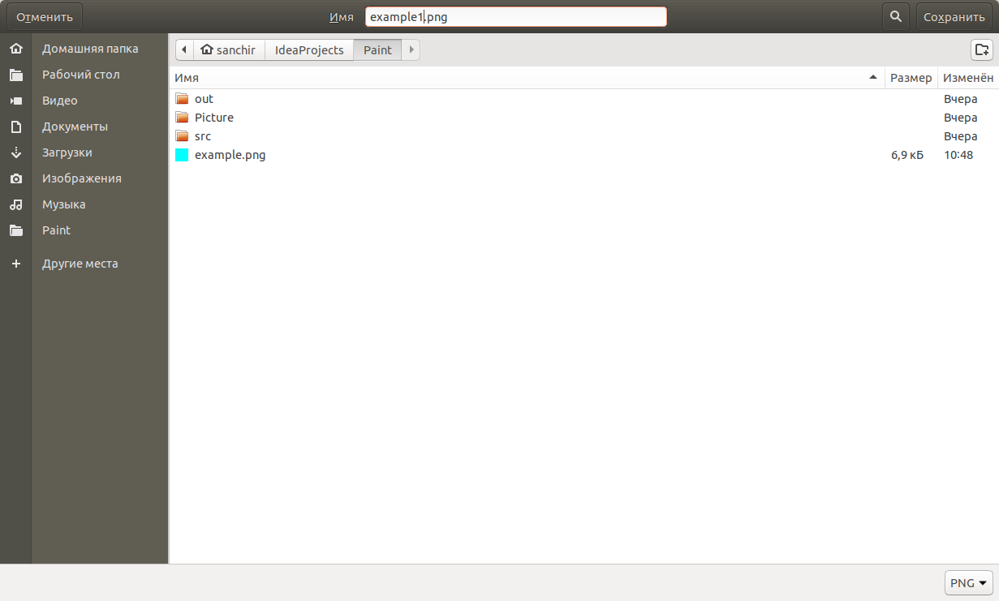 Отменить Имя example1.png Сохранить
Домашняя папка
Рабочий стол
Видео
Документы
Загрузки
Изображения
Музыка
Paint
Другие места
sanchir IdeaProjects Paint
Имя Размер Изменён
out Вчера
Picture Вчера
src Вчера
example.png 6,9 кБ 10:48
PNG